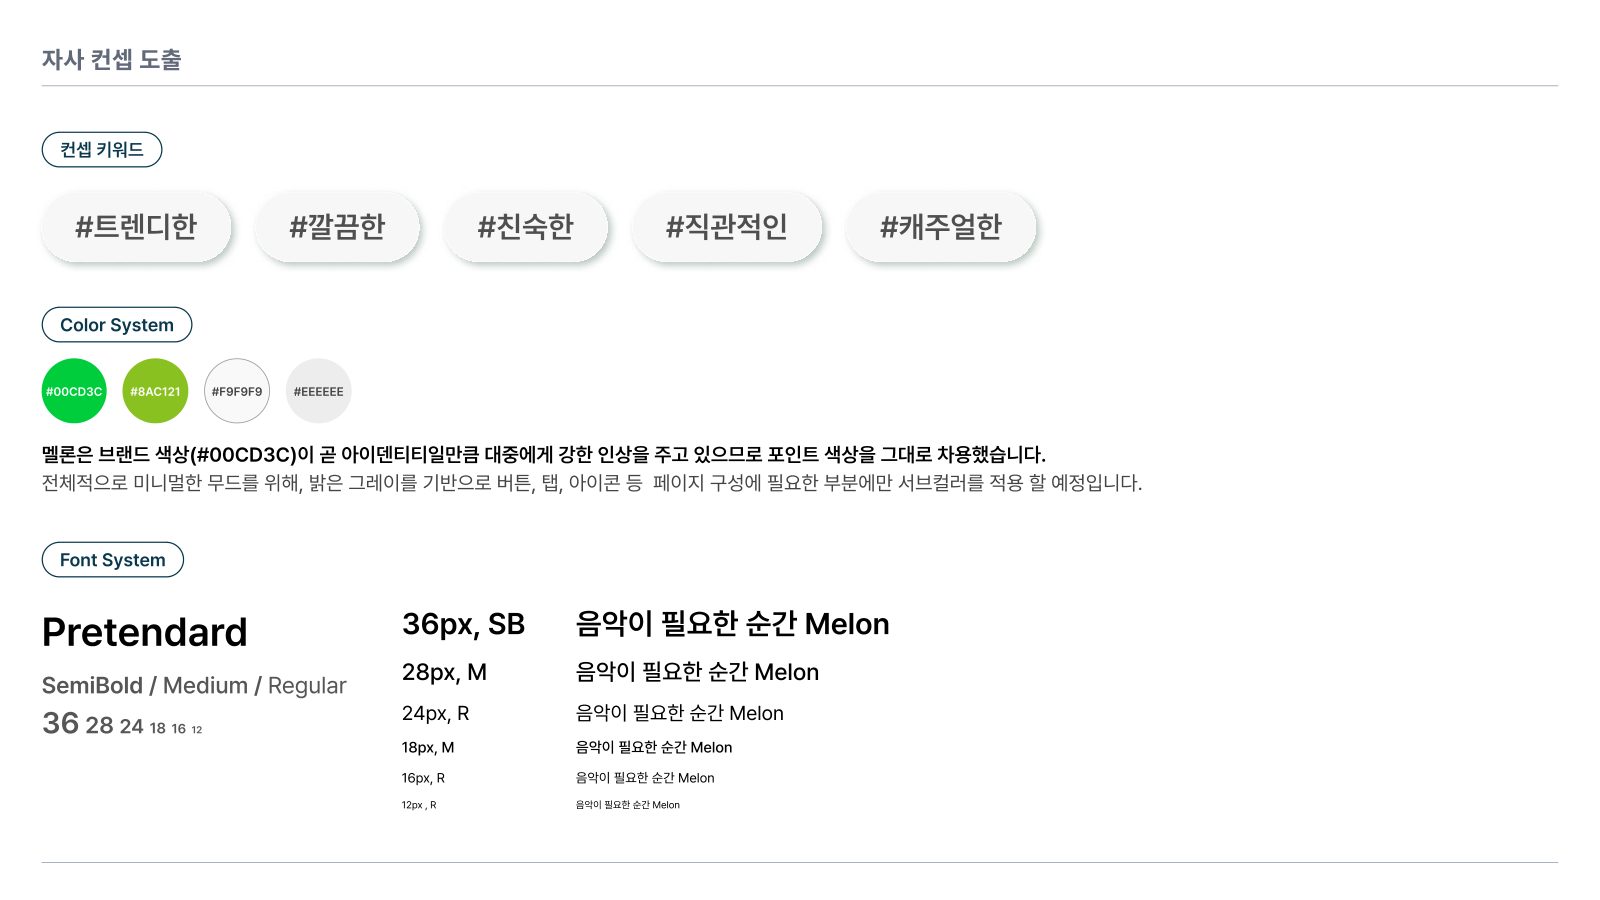 자사 컨셉 도출
컨셉 키워드
#트렌디한 #깔끔한 #친숙한 #직관적인 #캐주얼한
Color System
#00CD3C #8AC121 #F9F9F9 #EEEEEE
멜론은 브랜드 색상(#00CD3C)이 곧 아이덴티티일만큼 대중에게 강한 인상을 주고 있으므로 포인트 색상을 그대로 차용했습니다.
전체적으로 미니멀한 무드를 위해, 밝은 그레이를 기반으로 버튼, 탭, 아이콘 등 페이지 구성에 필요한 부분에만 서브컬러를 적용 할 예정입니다.
Font System
Pretendard
SemiBold / Medium / Regular
36 28 24 18 16 12
36px, SB 음악이 필요한 순간 Melon
28px, M 음악이 필요한 순간 Melon
24px, R 음악이 필요한 순간 Melon
18px, M 음악이 필요한 순간 Melon
16px, R 음악이 필요한 순간 Melon
12px , R 음악이 필요한 순간 Melon